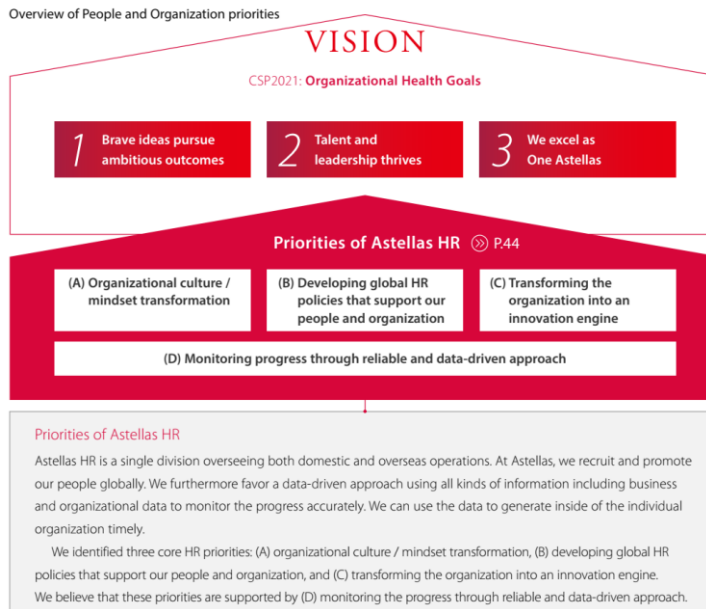 Overview of People and Organization priorities
VISION
CSP2021: Organizational Health Goals
1 Brave ideas pursue
ambitious outcomes
2 Talent and
leadership thrives
3 We excel as
One Astellas
Priorities of Astellas HR P.44
(A) Organizational culture /
mindset transformation
(B) Developing global HR
policies that support our
people and organization
(C) Transforming the
organization into an
innovation engine
(D) Monitoring progress through reliable and data-driven approach
Priorities of Astellas HR
Astellas HR is a single division overseeing both domestic and overseas operations. At Astellas, we recruit and promote
our people globally. We furthermore favor a data-driven approach using all kinds of information including business
and organizational data to monitor the progress accurately. We can use the data to generate inside of the individual
organization timely.
We identified three core HR priorities: (A) organizational culture / mindset transformation, (B) developing global HR
policies that support our people and organization, and (C) transforming the organization into an innovation engine.
We believe that these priorities are supported by (D) monitoring the progress through reliable and data-driven approach.